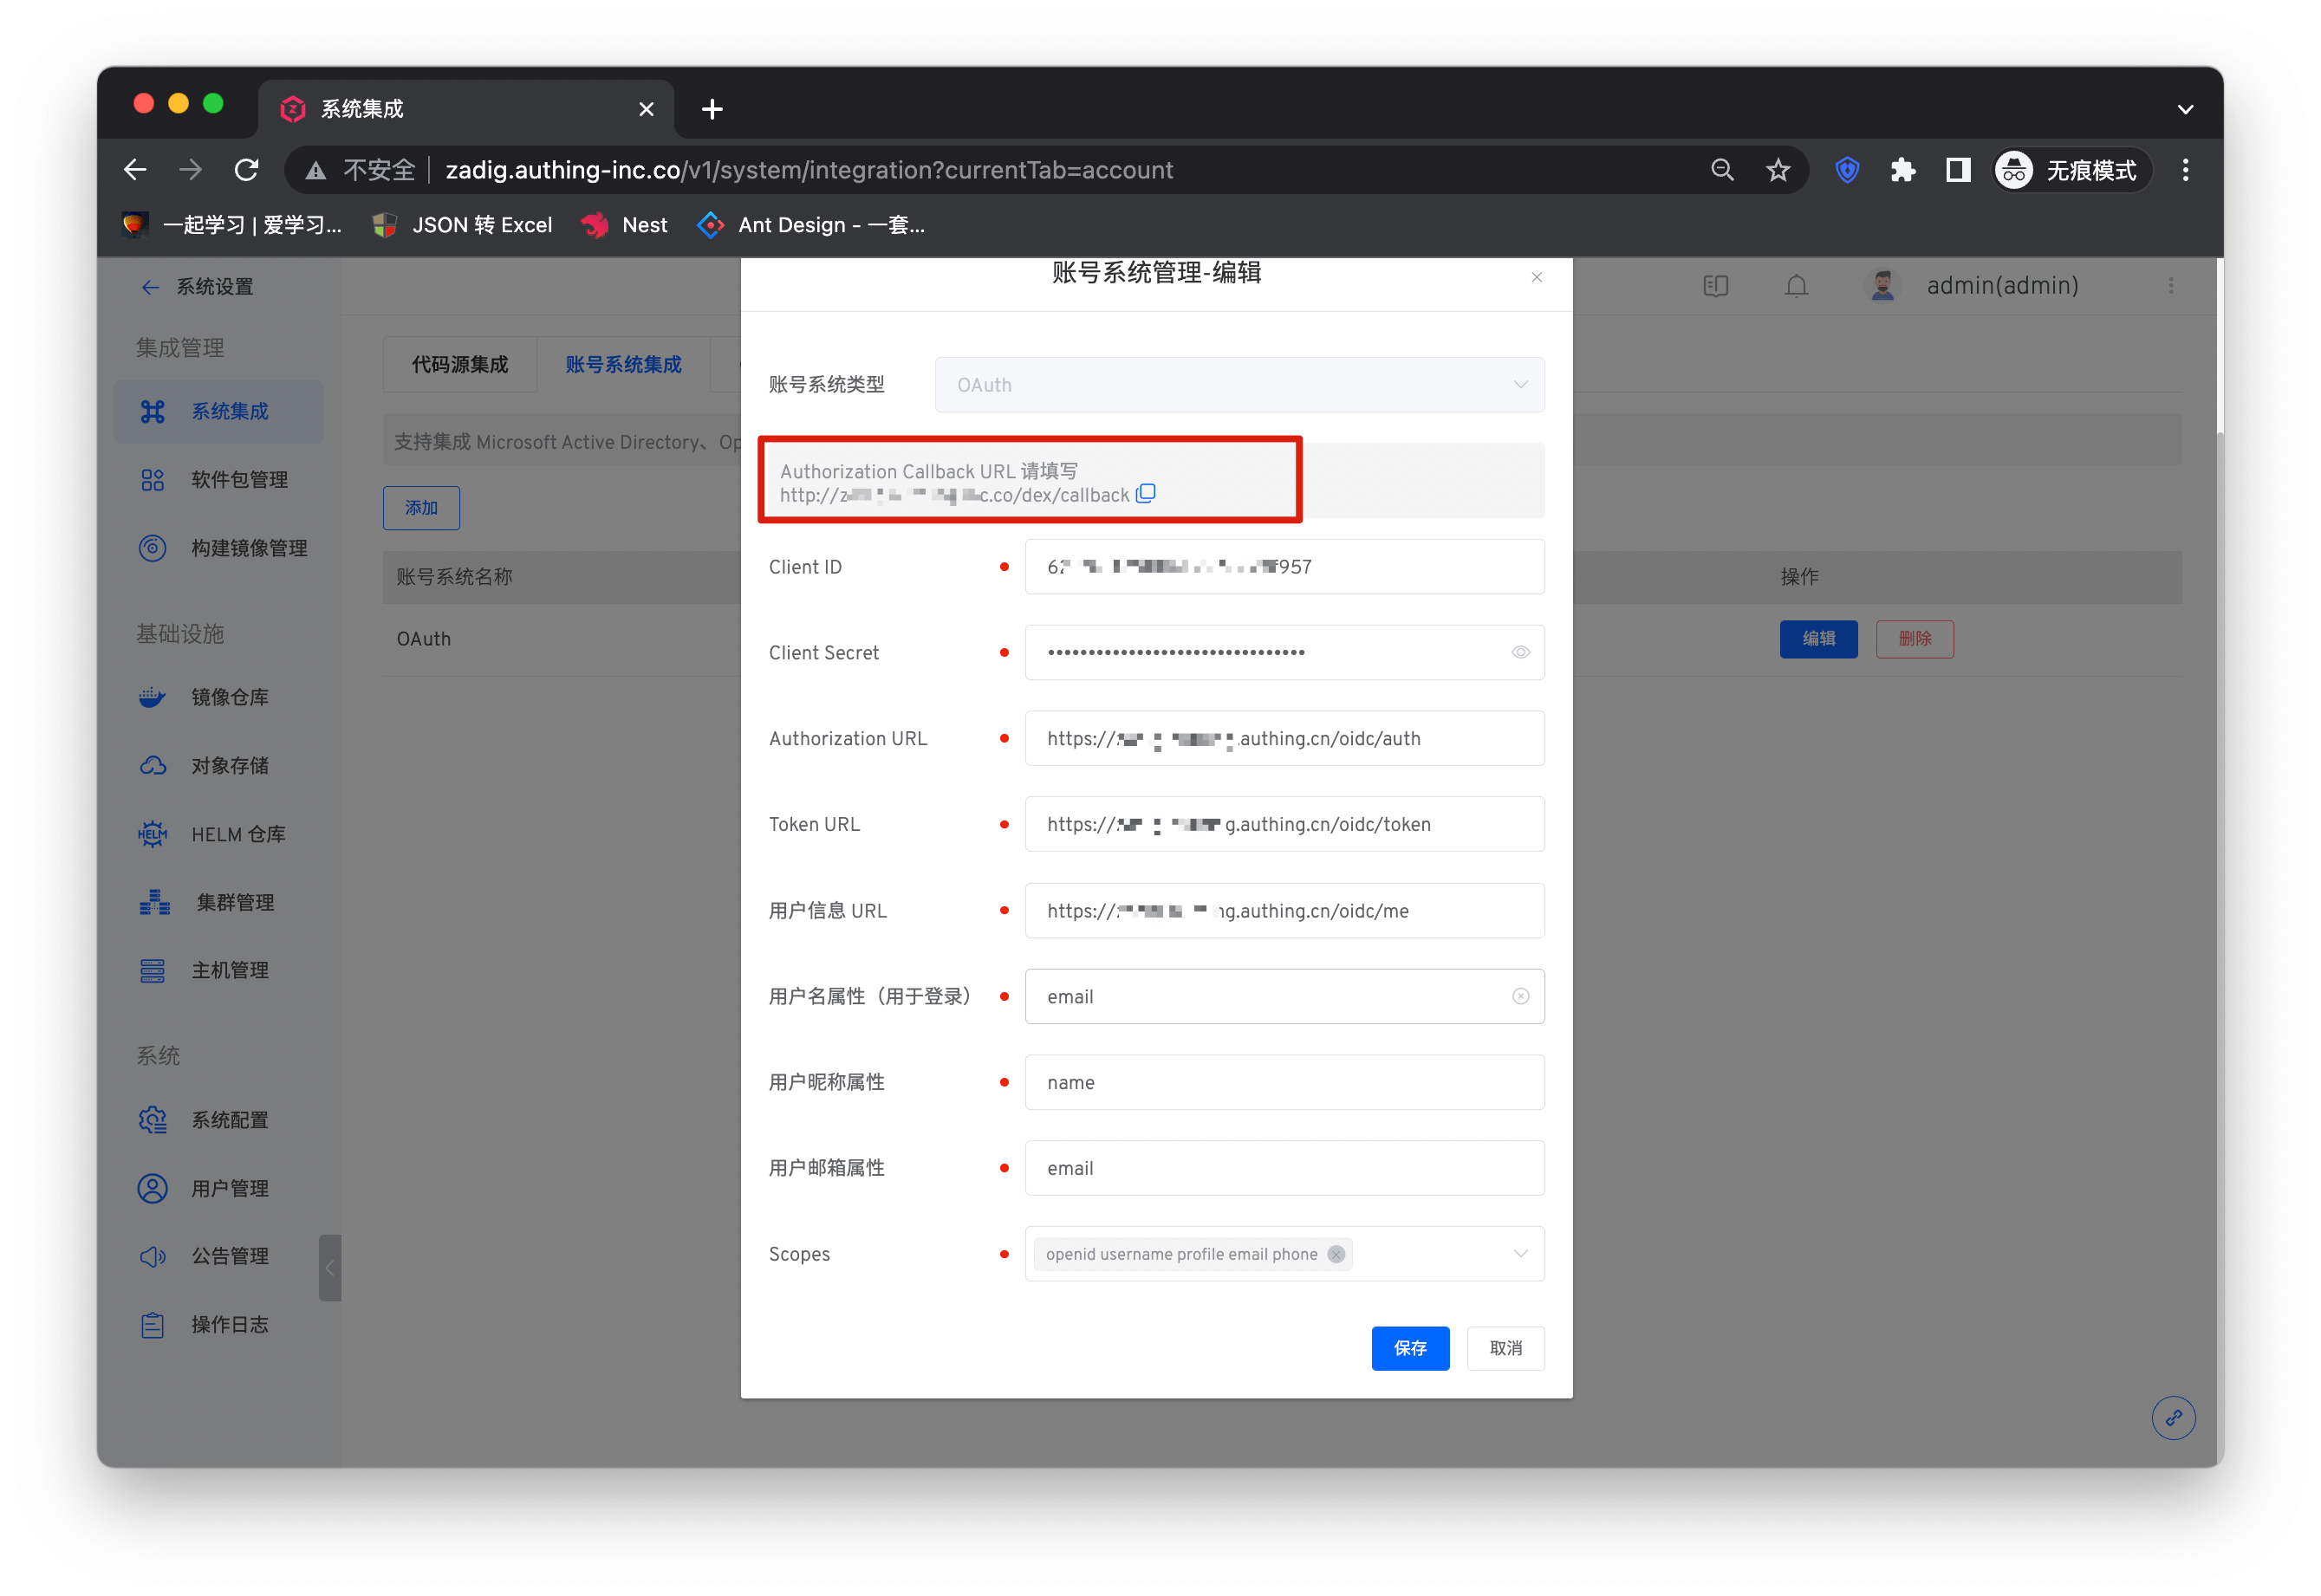 系统集成
不安全
zadig.authing-inc.co/v1/system/integration?currentTab=account
无痕模式
一起学习 | 爱学习...
JSON 转 Excel
Nest
Ant Design - 一套...
系统设置
集成管理
系统集成
软件包管理
构建镜像管理
基础设施
镜像仓库
对象存储
HELM
HELM 仓库
集群管理
主机管理
系统
系统配置
用户管理
公告管理
操作日志
admin(admin)
代码源集成
账号系统集成
支持集成 Microsoft Active Directory、Op
添加
账号系统名称
操作
OAuth
编辑
删除
账号系统管理-编辑
账号系统类型
OAuth
Authorization Callback URL 请填写
http://z c.co/dex/callback
Client ID
957
Client Secret
••••••••••••••••••••••••••••••••
Authorization URL
https:// .authing.cn/oidc/auth
Token URL
https:// g.authing.cn/oidc/token
用户信息 URL
https:// g.authing.cn/oidc/me
用户名属性（用于登录）
email
用户昵称属性
name
用户邮箱属性
email
Scopes
openid username profile email phone
保存
取消